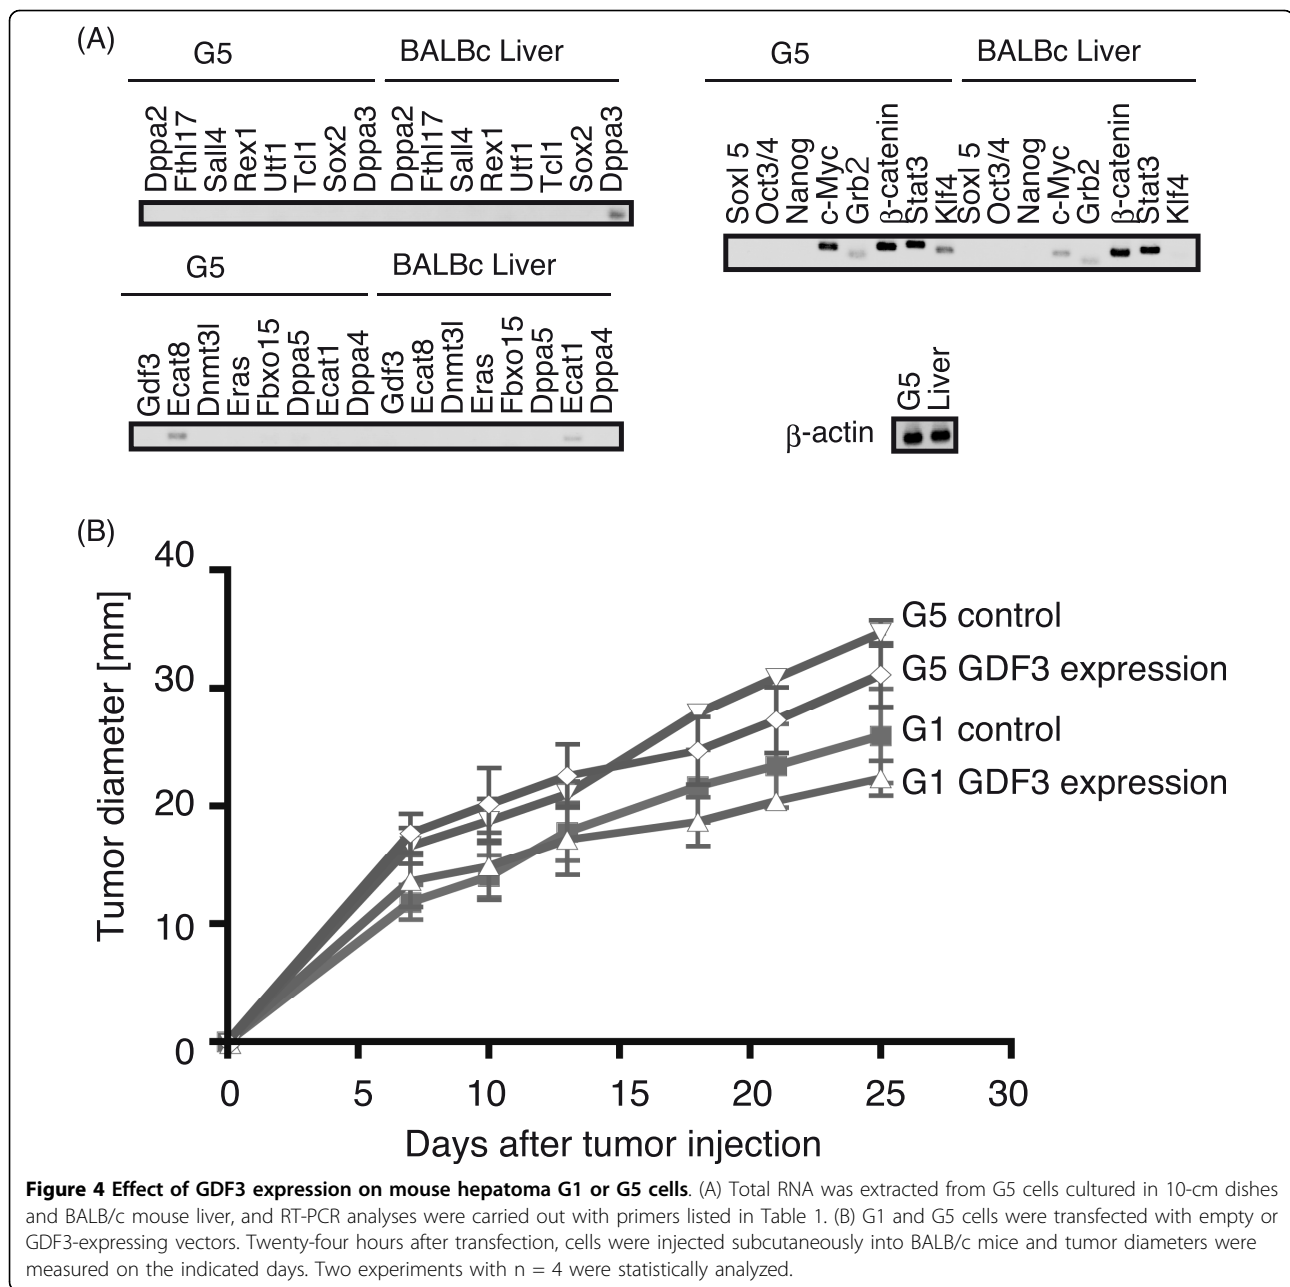 (A)
G5 BALBc Liver
Dppa2 Fthl17 Sall4 Rex1 Utf1 Tcl1 Sox2 Dppa3 Dppa2 Fthl17 Sall4 Rex1 Utf1 Tcl1 Sox2 Dppa3
G5 BALBc Liver
Gdf3 Ecat8 Dnmt3l Eras Fbxo15 Dppa5 Ecat1 Dppa4 Gdf3 Ecat8 Dnmt3l Eras Fbxo15 Dppa5 Ecat1 Dppa4
G5 BALBc Liver
Soxl 5 Oct3/4 Nanog c-Myc Grb2 β-catenin Stat3 Klf4 Soxl 5 Oct3/4 Nanog c-Myc Grb2 β-catenin Stat3 Klf4
G5 Liver
β-actin
(B)
Tumor diameter [mm]
40
30
20
10
0
G5 control
G5 GDF3 expression
G1 control
G1 GDF3 expression
0 5 10 15 20 25 30
Days after tumor injection
Figure 4 Effect of GDF3 expression on mouse hepatoma G1 or G5 cells. (A) Total RNA was extracted from G5 cells cultured in 10-cm dishes
and BALB/c mouse liver, and RT-PCR analyses were carried out with primers listed in Table 1. (B) G1 and G5 cells were transfected with empty or
GDF3-expressing vectors. Twenty-four hours after transfection, cells were injected subcutaneously into BALB/c mice and tumor diameters were
measured on the indicated days. Two experiments with n = 4 were statistically analyzed.